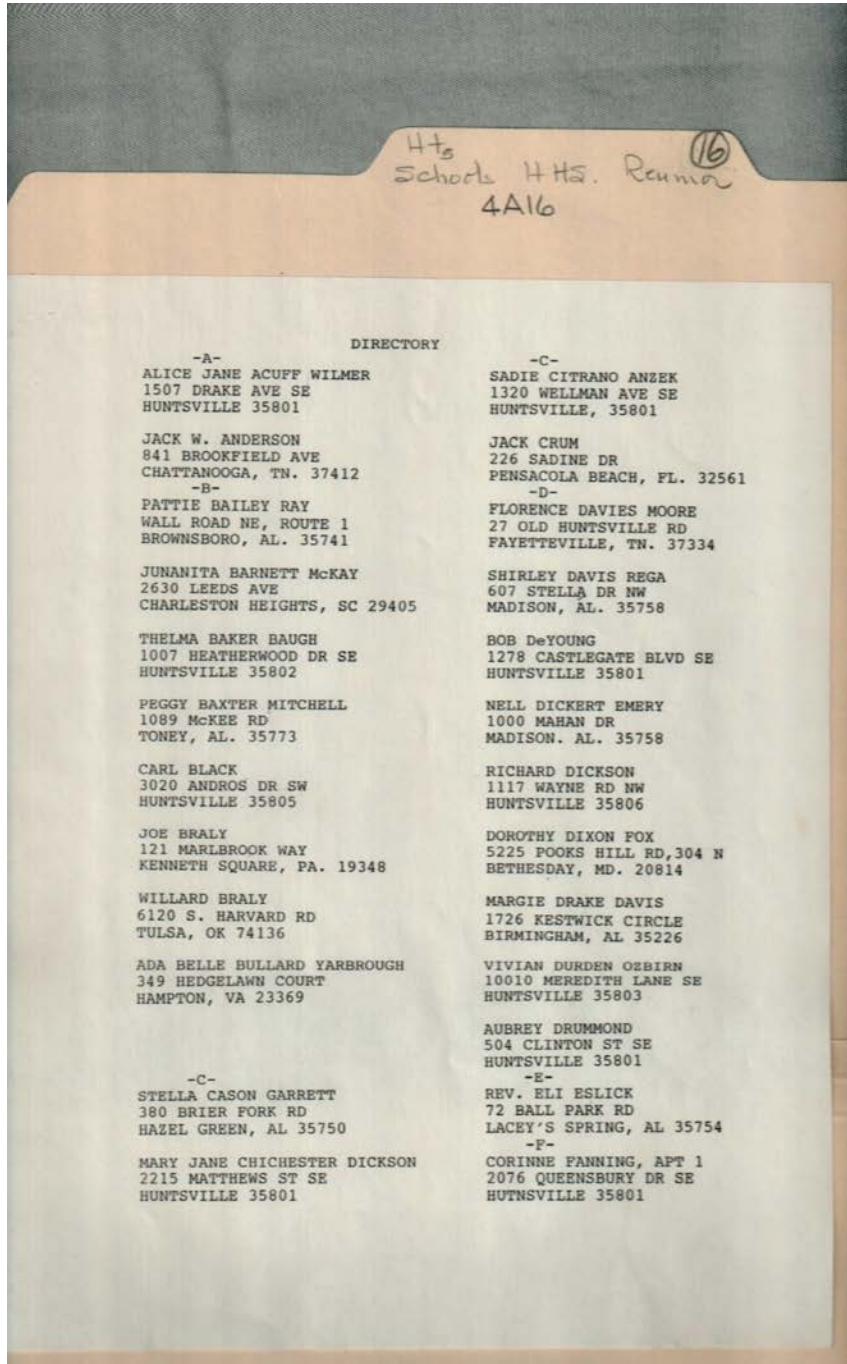 Hts
Schools HHS. Reunion
16
4A16
DIRECTORY
-A-
ALICE JANE ACUFF WILMER
1507 DRAKE AVE SE
HUNTSVILLE 35801
JACK W. ANDERSON
841 BROOKFIELD AVE
CHATTANOOGA, TN. 37412
-B-
PATTIE BAILEY RAY
WALL ROAD NE, ROUTE 1
BROWNSBORO, AL. 35741
JUNANITA BARNETT McKAY
2630 LEEDS AVE
CHARLESTON HEIGHTS, SC 29405
THELMA BAKER BAUGH
1007 HEATHERWOOD DR SE
HUNTSVILLE 35802
PEGGY BAXTER MITCHELL
1089 McKEE RD
TONEY, AL. 35773
CARL BLACK
3020 ANDROS DR SW
HUNTSVILLE 35805
JOE BRALY
121 MARLBROOK WAY
KENNETH SQUARE, PA. 19348
WILLARD BRALY
6120 S. HARVARD RD
TULSA, OK 74136
ADA BELLE BULLARD YARBROUGH
349 HEDGELAWN COURT
HAMPTON, VA 23369
-C-
STELLA CASON GARRETT
380 BRIER FORK RD
HAZEL GREEN, AL 35750
MARY JANE CHICHESTER DICKSON
2215 MATTHEWS ST SE
HUNTSVILLE 35801
-C-
SADIE CITRANO ANZEK
1320 WELLMAN AVE SE
HUNTSVILLE, 35801
JACK CRUM
226 SADINE DR
PENSACOLA BEACH, FL. 32561
-D-
FLORENCE DAVIES MOORE
27 OLD HUNTSVILLE RD
FAYETTEVILLE, TN. 37334
SHIRLEY DAVIS REGA
607 STELLA DR NW
MADISON, AL. 35758
BOB DeYOUNG
1278 CASTLEGATE BLVD SE
HUNTSVILLE 35801
NELL DICKERT EMERY
1000 MAHAN DR
MADISON. AL. 35758
RICHARD DICKSON
1117 WAYNE RD NW
HUNTSVILLE 35806
DOROTHY DIXON FOX
5225 POOKS HILL RD,304 N
BETHESDAY, MD. 20814
MARGIE DRAKE DAVIS
1726 KESTWICK CIRCLE
BIRMINGHAM, AL 35226
VIVIAN DURDEN OZBIRN
10010 MEREDITH LANE SE
HUNTSVILLE 35803
AUBREY DRUMMOND
504 CLINTON ST SE
HUNTSVILLE 35801
-E-
REV. ELI ESLICK
72 BALL PARK RD
LACEY'S SPRING, AL 35754
-F-
CORINNE FANNING, APT 1
2076 QUEENSBURY DR SE
HUTNSVILLE 35801